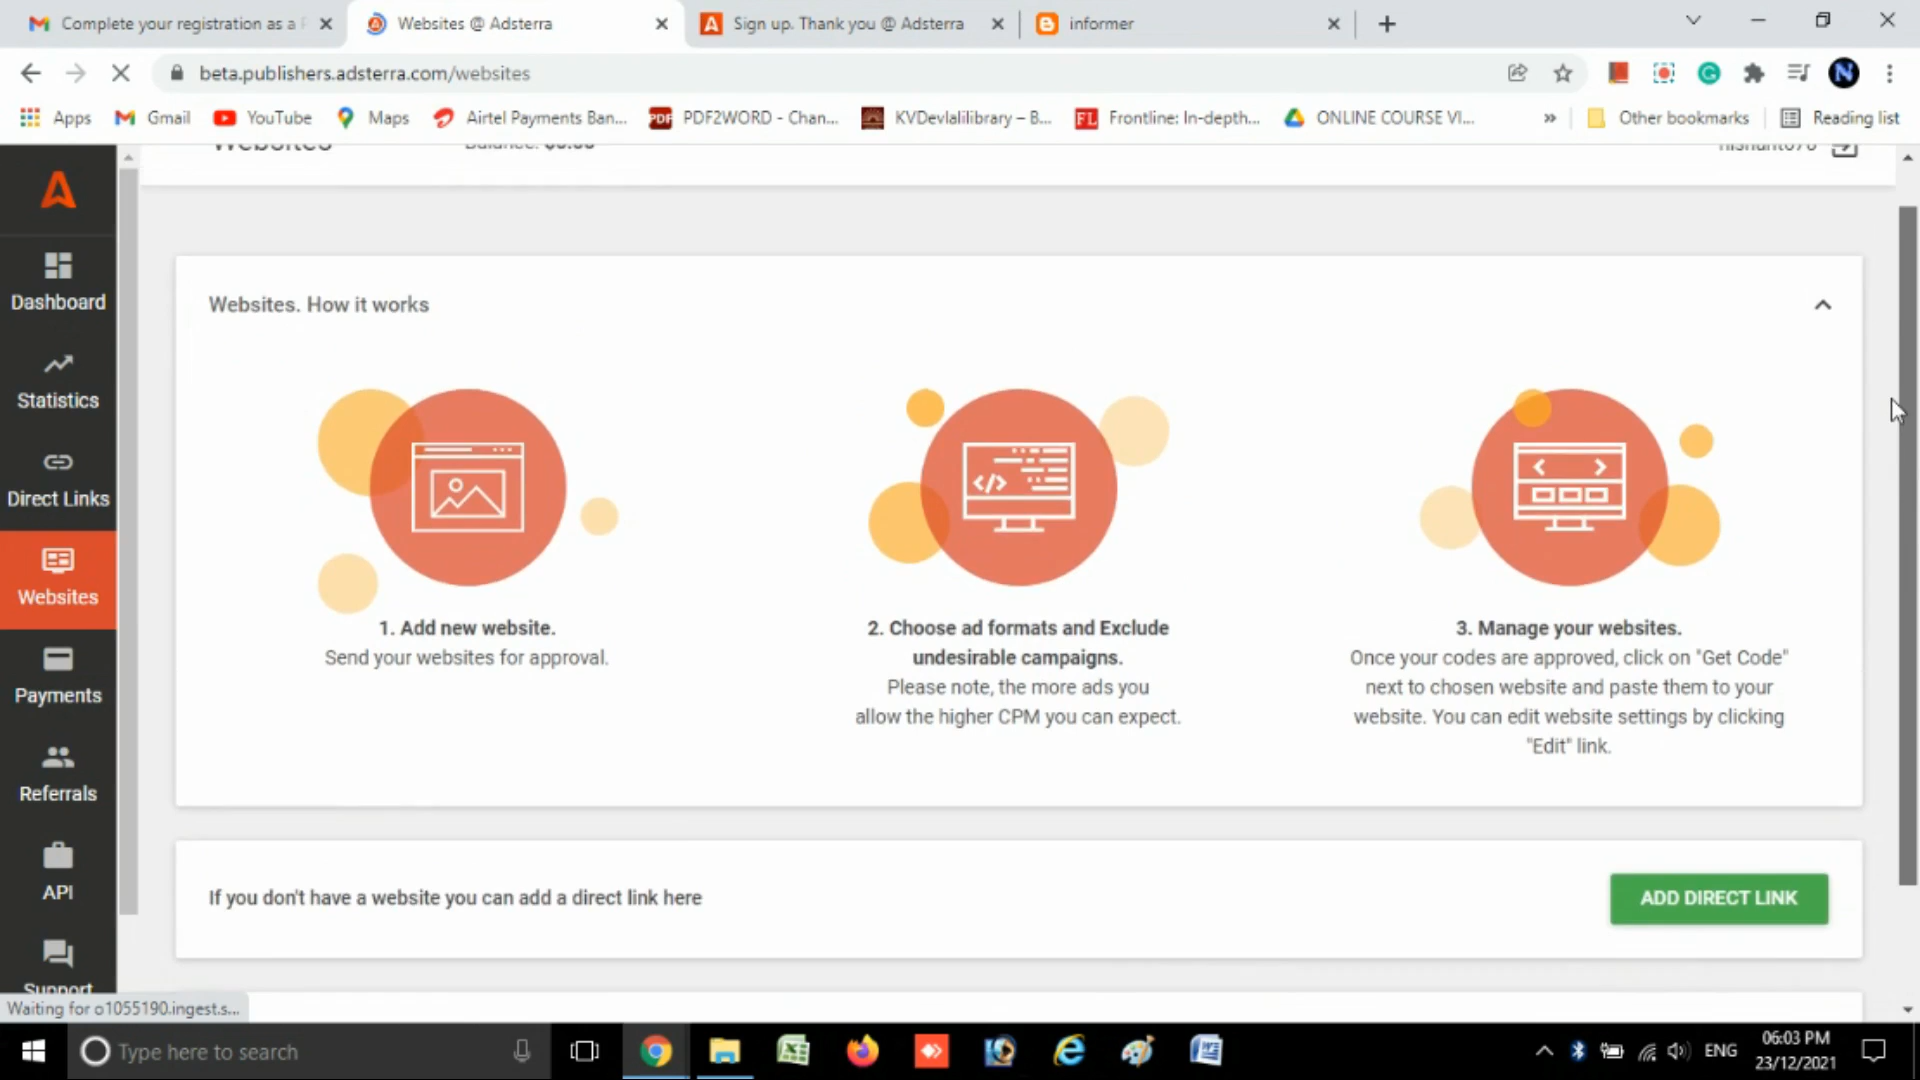 Complete your registration as a
Websites @ Adsterra
Sign up. Thank you @ Adsterra
informer
beta.publishers.adsterra.com/websites
Apps
Gmail
YouTube
Maps
Airtel Payments Ban...
PDF2WORD - Chan...
KVDevlalilibrary – B...
Frontline: In-depth...
ONLINE COURSE VI...
»
Other bookmarks
Reading list
Websites
Balance:
Dashboard
Statistics
Direct Links
Websites
Payments
Referrals
API
Support
Websites. How it works
1. Add new website.
Send your websites for approval.
2. Choose ad formats and Exclude
undesirable campaigns.
Please note, the more ads you
allow the higher CPM you can expect.
3. Manage your websites.
Once your codes are approved, click on "Get Code"
next to chosen website and paste them to your
website. You can edit website settings by clicking
"Edit" link.
If you don't have a website you can add a direct link here
ADD DIRECT LINK
Waiting for o1055190.ingest.s...
Type here to search
ENG
06:03 PM
23/12/2021